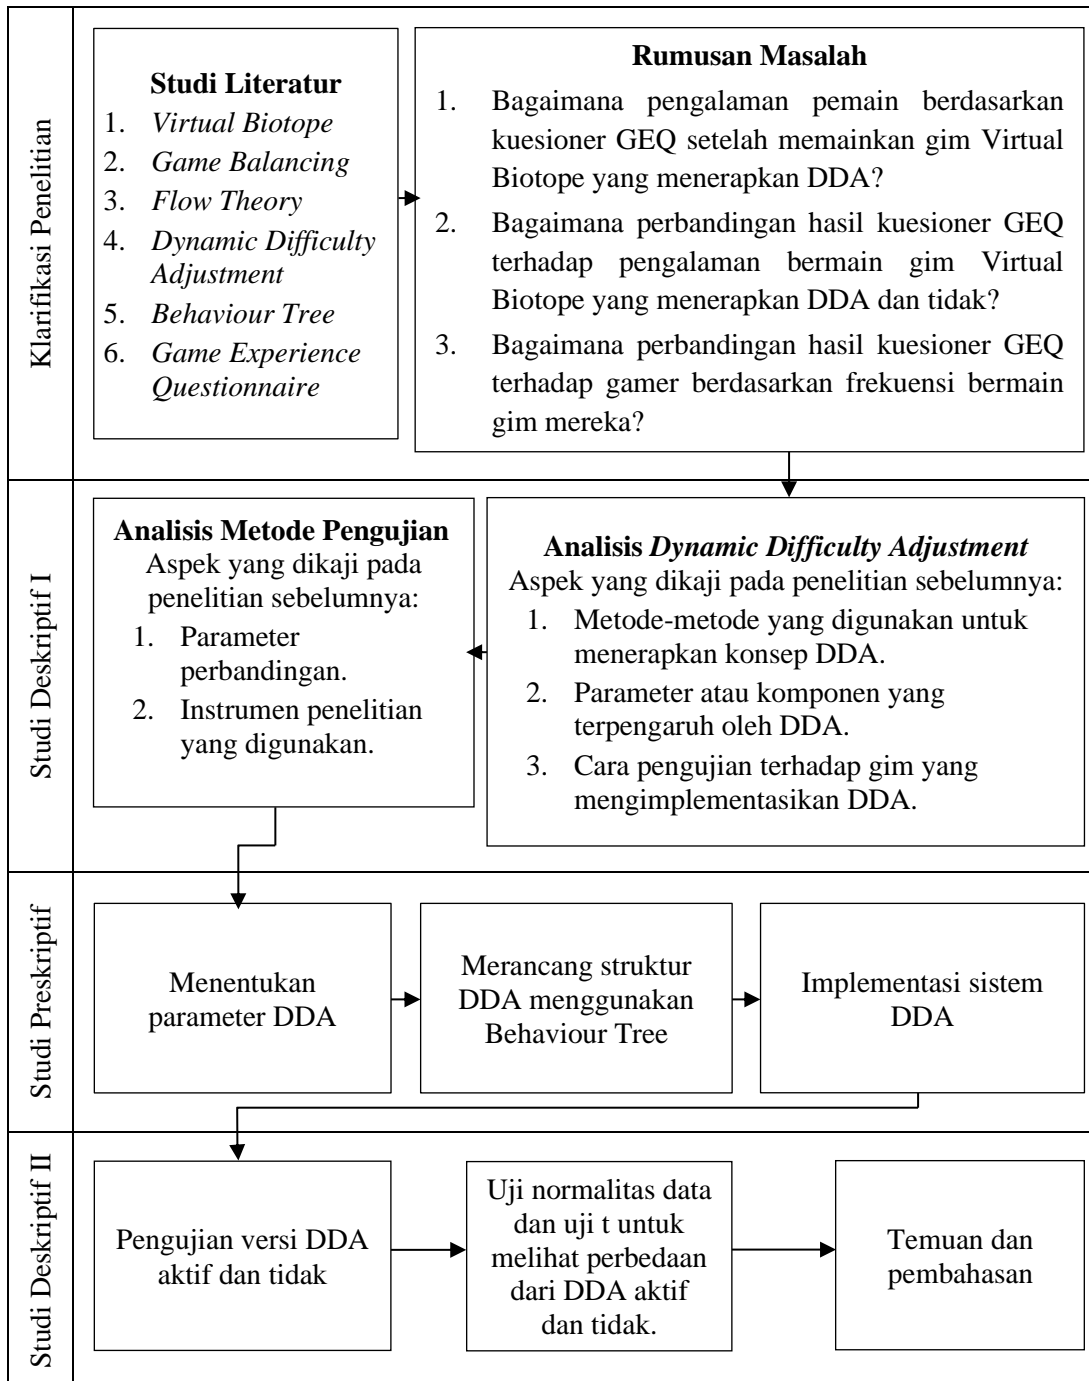 Klarifikasi Penelitian
Studi Literatur
1. Virtual Biotope
2. Game Balancing
3. Flow Theory
4. Dynamic Difficulty
Adjustment
5. Behaviour Tree
6. Game Experience
Questionnaire
Rumusan Masalah
1. Bagaimana pengalaman pemain berdasarkan
kuesioner GEQ setelah memainkan gim Virtual
Biotope yang menerapkan DDA?
2. Bagaimana perbandingan hasil kuesioner GEQ
terhadap pengalaman bermain gim Virtual
Biotope yang menerapkan DDA dan tidak?
3. Bagaimana perbandingan hasil kuesioner GEQ
terhadap gamer berdasarkan frekuensi bermain
gim mereka?
Studi Deskriptif I
Analisis Metode Pengujian
Aspek yang dikaji pada
penelitian sebelumnya:
1. Parameter
perbandingan.
2. Instrumen penelitian
yang digunakan.
Analisis Dynamic Difficulty Adjustment
Aspek yang dikaji pada penelitian sebelumnya:
1. Metode-metode yang digunakan untuk
menerapkan konsep DDA.
2. Parameter atau komponen yang
terpengaruh oleh DDA.
3. Cara pengujian terhadap gim yang
mengimplementasikan DDA.
Studi Preskriptif
Menentukan
parameter DDA
Merancang struktur
DDA menggunakan
Behaviour Tree
Implementasi sistem
DDA
Studi Deskriptif II
Pengujian versi DDA
aktif dan tidak
Uji normalitas data
dan uji t untuk
melihat perbedaan
dari DDA aktif
dan tidak.
Temuan dan
pembahasan